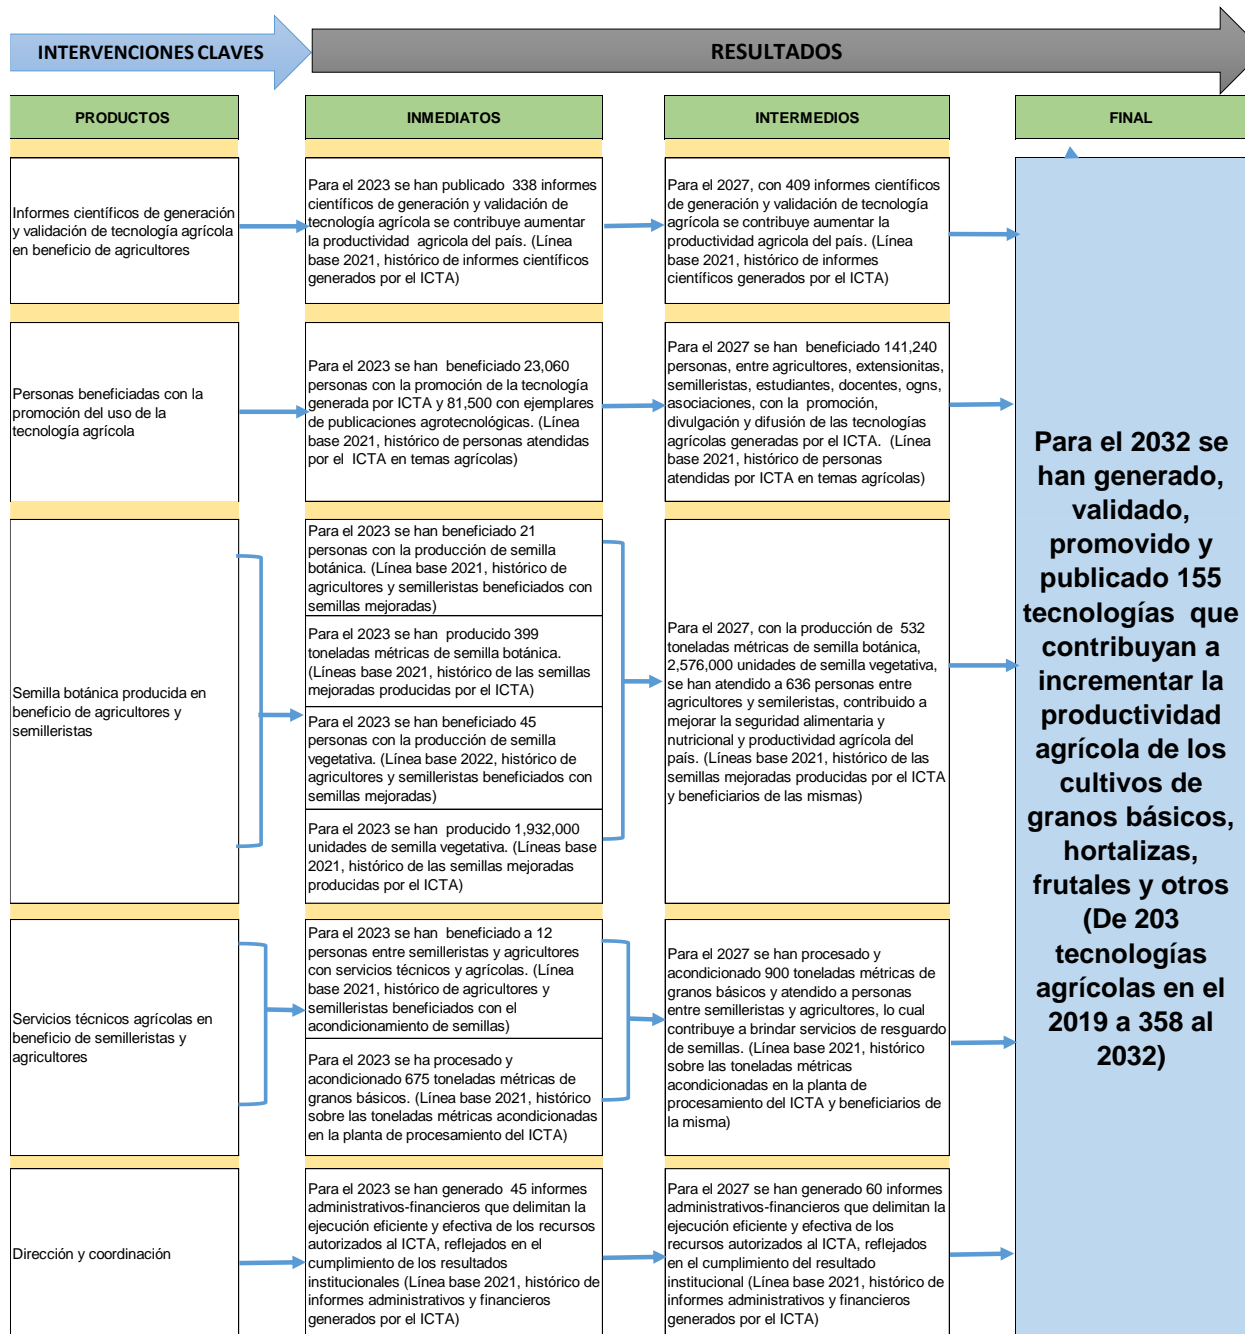 INTERVENCIONES CLAVES
RESULTADOS
PRODUCTOS
INMEDIATOS
INTERMEDIOS
FINAL
Informes científicos de generación
y validación de tecnología agrícola
en beneficio de agricultores
Para el 2023 se han publicado 338 informes
científicos de generación y validación de
tecnología agrícola se contribuye aumentar
la productividad agricola del país. (Línea
base 2021, histórico de informes científicos
generados por el ICTA)
Para el 2027, con 409 informes científicos
de generación y validación de tecnología
agrícola se contribuye aumentar la
productividad agricola del país. (Línea
base 2021, histórico de informes
científicos generados por el ICTA)
Personas beneficiadas con la
promoción del uso de la
tecnología agrícola
Para el 2023 se han beneficiado 23,060
personas con la promoción de la tecnología
generada por ICTA y 81,500 con ejemplares
de publicaciones agrotecnológicas. (Línea
base 2021, histórico de personas atendidas
por el ICTA en temas agrícolas)
Para el 2027 se han beneficiado 141,240
personas, entre agricultores, extensionitas,
semilleristas, estudiantes, docentes, ogns,
asociaciones, con la promoción,
divulgación y difusión de las tecnologías
agrícolas generadas por el ICTA. (Línea
base 2021, histórico de personas
atendidas por ICTA en temas agrícolas)
Semilla botánica producida en
beneficio de agricultores y
semilleristas
Para el 2023 se han beneficiado 21
personas con la producción de semilla
botánica. (Línea base 2021, histórico de
agricultores y semilleristas beneficiados con
semillas mejoradas)
Para el 2023 se han producido 399
toneladas métricas de semilla botánica.
(Líneas base 2021, histórico de las semillas
mejoradas producidas por el ICTA)
Para el 2023 se han beneficiado 45
personas con la producción de semilla
vegetativa. (Línea base 2022, histórico de
agricultores y semilleristas beneficiados con
semillas mejoradas)
Para el 2023 se han producido 1,932,000
unidades de semilla vegetativa. (Líneas base
2021, histórico de las semillas mejoradas
producidas por el ICTA)
Para el 2027, con la producción de 532
toneladas métricas de semilla botánica,
2,576,000 unidades de semilla vegetativa,
se han atendido a 636 personas entre
agricultores y semileristas, contribuido a
mejorar la seguridad alimentaria y
nutricional y productividad agrícola del
país. (Líneas base 2021, histórico de las
semillas mejoradas producidas por el ICTA
y beneficiarios de las mismas)
Servicios técnicos agrícolas en
beneficio de semilleristas y
agricultores
Para el 2023 se han beneficiado a 12
personas entre semilleristas y agricultores
con servicios técnicos y agrícolas. (Línea
base 2021, histórico de agricultores y
semilleristas beneficiados con el
acondicionamiento de semillas)
Para el 2023 se ha procesado y
acondicionado 675 toneladas métricas de
granos básicos. (Línea base 2021, histórico
sobre las toneladas métricas acondicionadas
en la planta de procesamiento del ICTA)
Para el 2027 se han procesado y
acondicionado 900 toneladas métricas de
granos básicos y atendido a personas
entre semilleristas y agricultores, lo cual
contribuye a brindar servicios de resguardo
de semillas. (Línea base 2021, histórico
sobre las toneladas métricas
acondicionadas en la planta de
procesamiento del ICTA y beneficiarios de
la misma)
Dirección y coordinación
Para el 2023 se han generado 45 informes
administrativos-financieros que delimitan la
ejecución eficiente y efectiva de los recursos
autorizados al ICTA, reflejados en el
cumplimiento de los resultados
institucionales (Línea base 2021, histórico de
informes administrativos y financieros
generados por el ICTA)
Para el 2027 se han generado 60 informes
administrativos-financieros que delimitan la
ejecución eficiente y efectiva de los
recursos autorizados al ICTA, reflejados
en el cumplimiento del resultado
institucional (Línea base 2021, histórico de
informes administrativos y financieros
generados por el ICTA)
Para el 2032 se
han generado,
validado,
promovido y
publicado 155
tecnologías que
contribuyan a
incrementar la
productividad
agrícola de los
cultivos de
granos básicos,
hortalizas,
frutales y otros
(De 203
tecnologías
agrícolas en el
2019 a 358 al
2032)